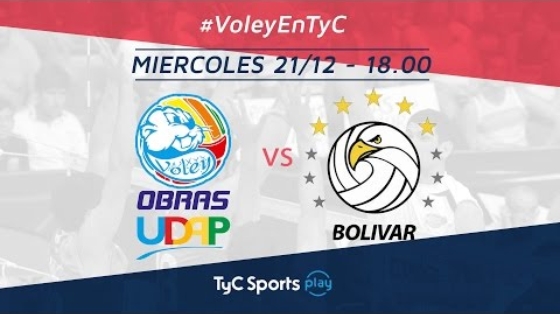 #VoleyEnTyC
MIERCOLES 21/12 - 18.00
Voley
OBRAS
UDAP
VS
BOLIVAR
TyC Sports play